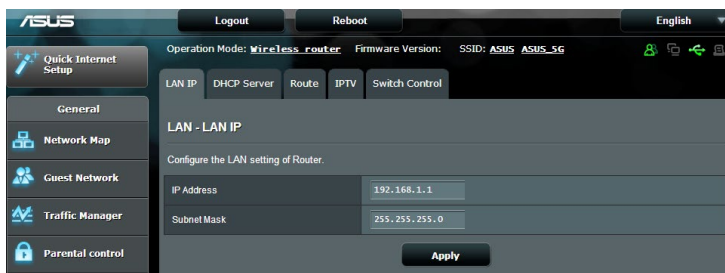 ASUS
Logout Reboot English
Operation Mode: Wireless router Firmware Version: SSID: ASUS ASUS_5G
Quick Internet
Setup
LAN IP DHCP Server Route IPTV Switch Control
General
LAN - LAN IP
Network Map
Configure the LAN setting of Router.
Guest Network
IP Address 192.168.1.1
Traffic Manager
Subnet Mask 255.255.255.0
Parental control
Apply